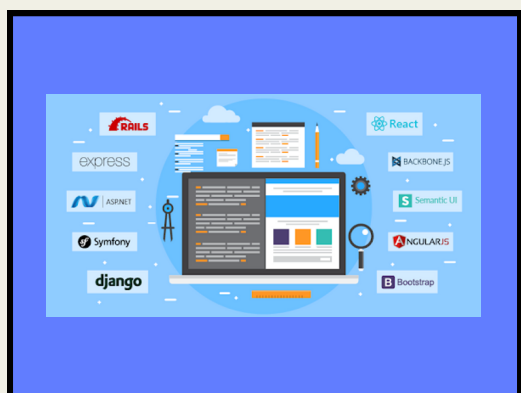 RAILS
express
ASP.NET
Symfony
django
React
BACKBONE.JS
Semantic UI
ANGULARJS
Bootstrap